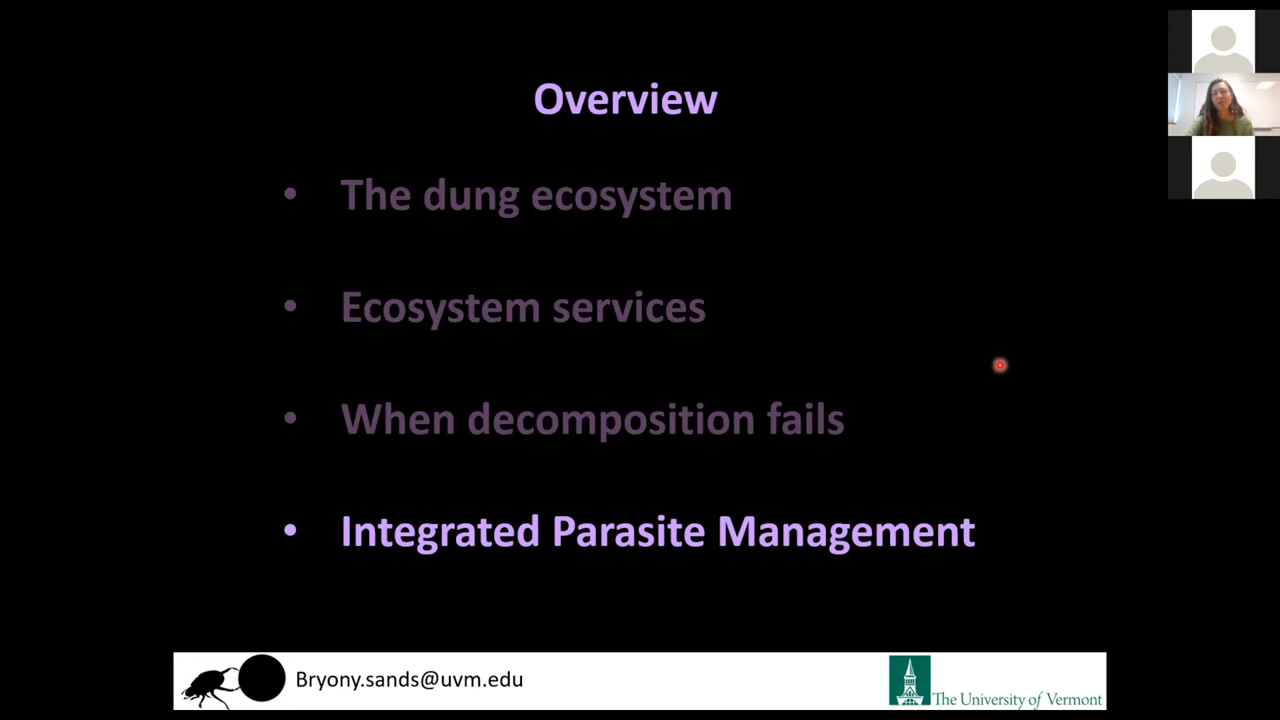 Overview
• The dung ecosystem
• Ecosystem services
• When decomposition fails
• Integrated Parasite Management
Bryony.sands@uvm.edu
The University of Vermont